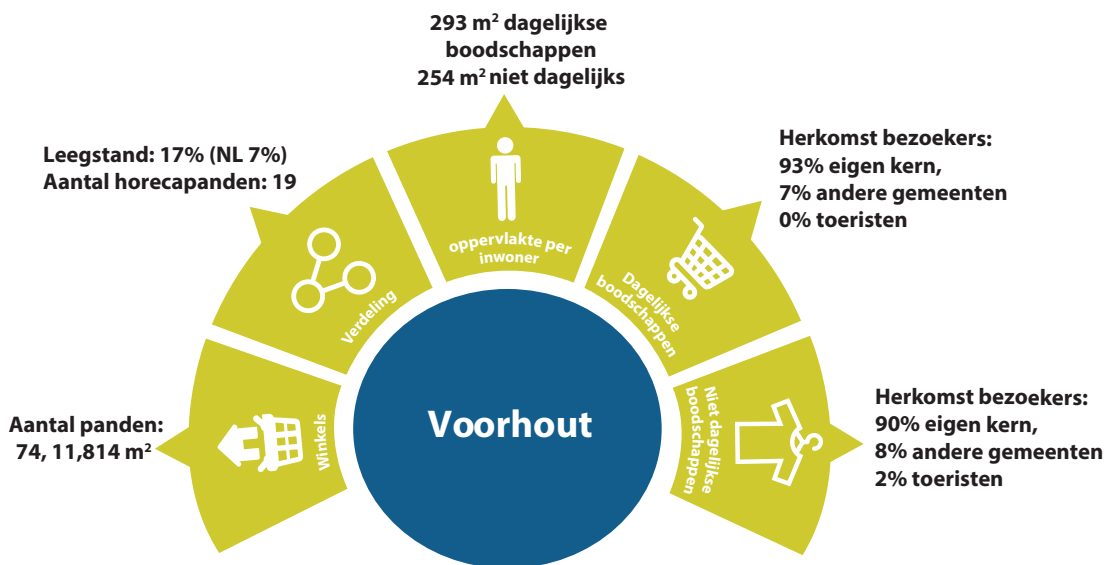 293 m² dagelijkse
boodschappen
254 m² niet dagelijks
Leegstand: 17% (NL 7%)
Aantal horecapanden: 19
Herkomst bezoekers:
93% eigen kern,
7% andere gemeenten
0% toeristen
oppervlakte per
inwoner
Verdeling
Dagelijkse
boodschappen
Aantal panden:
74, 11,814 m²
Winkels
Voorhout
Niet dagelijkse
boodschappen
Herkomst bezoekers:
90% eigen kern,
8% andere gemeenten
2% toeristen